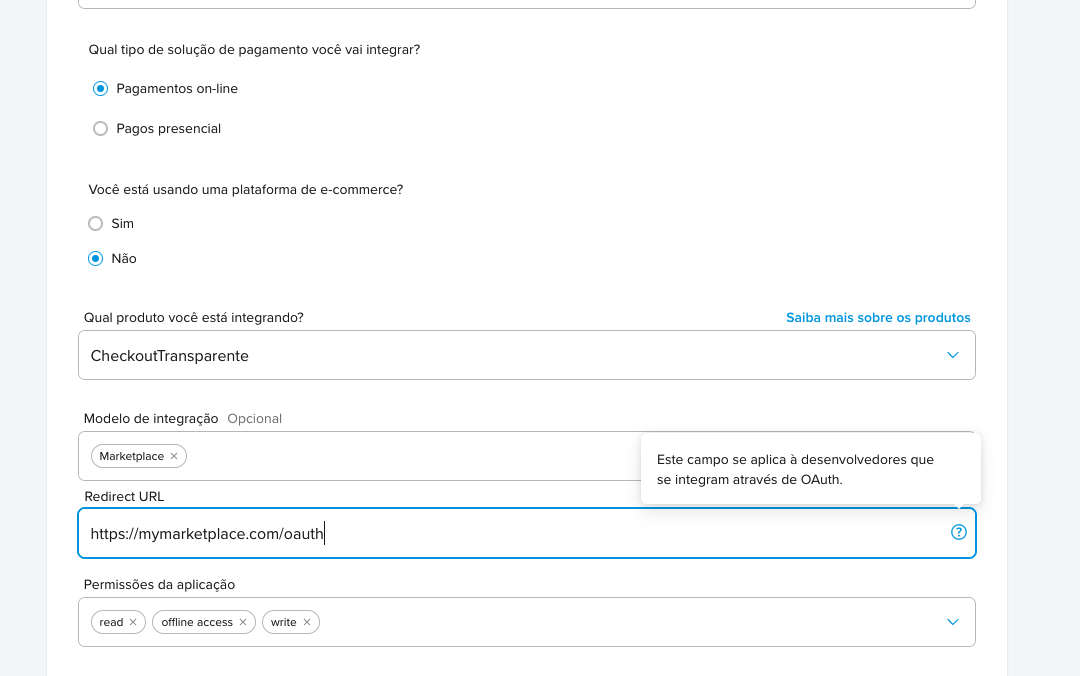 Qual tipo de solução de pagamento você vai integrar?
Pagamentos on-line
Pagos presencial
Você está usando uma plataforma de e-commerce?
Sim
Não
Qual produto você está integrando?
Saiba mais sobre os produtos
CheckoutTransparente
Modelo de integração Opcional
Marketplace ×
Este campo se aplica à desenvolvedores que
se integram através de OAuth.
Redirect URL
https://mymarketplace.com/oauth
Permissões da aplicação
read × offline access × write ×